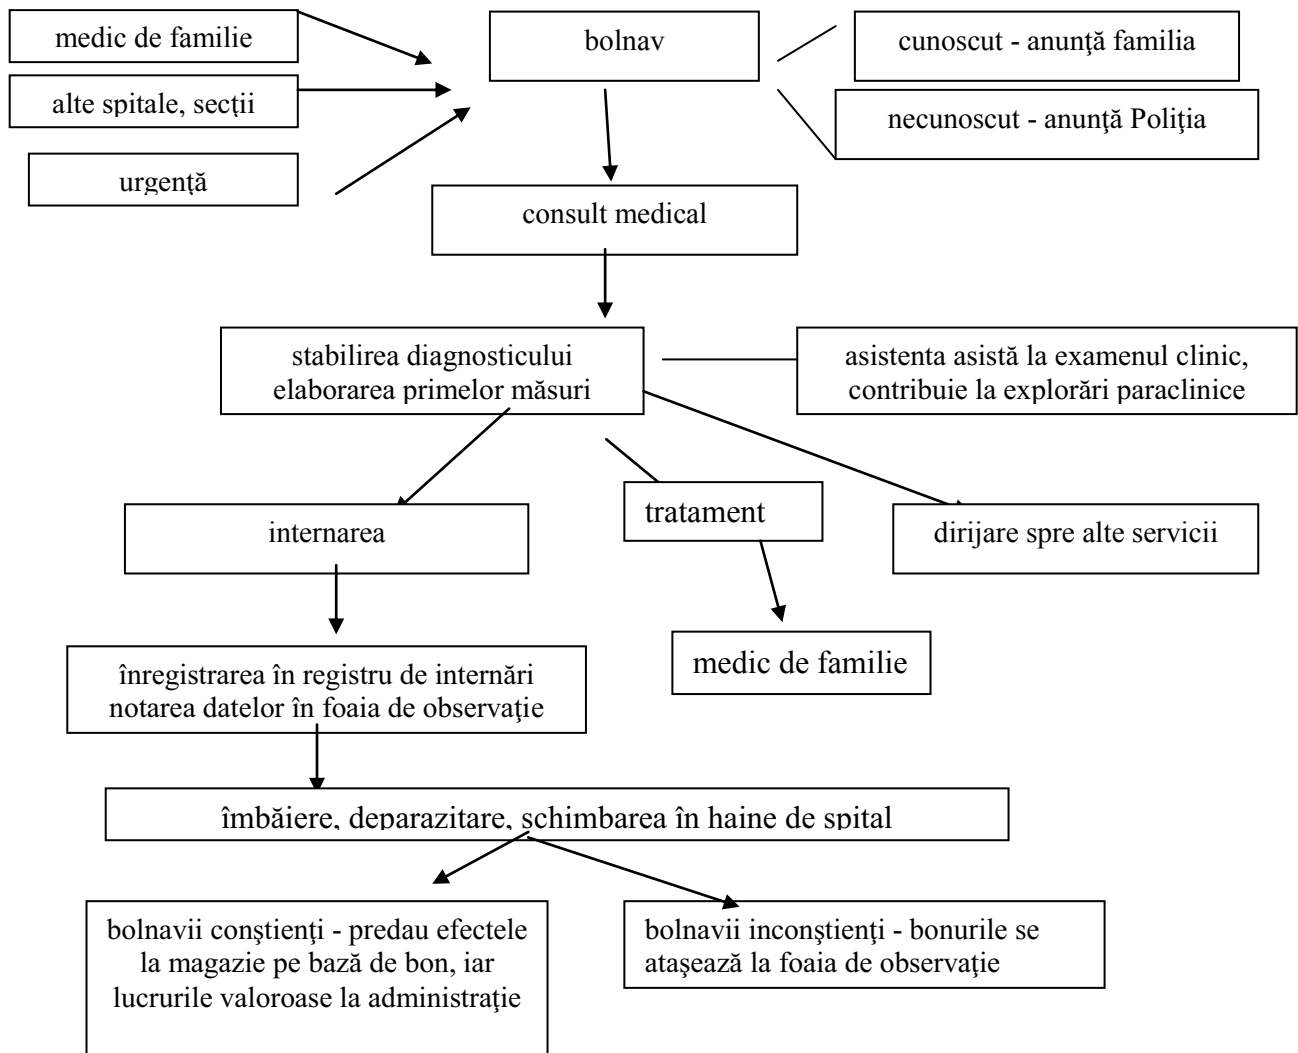 medic de familie
bolnav
cunoscut - anunţă familia
alte spitale, secţii
necunoscut - anunţă Poliţia
urgenţă
consult medical
stabilirea diagnosticului
elaborarea primelor măsuri
asistenta asistă la examenul clinic,
contribuie la explorări paraclinice
internarea
tratament
dirijare spre alte servicii
medic de familie
înregistrarea în registru de internări
notarea datelor în foaia de observaţie
îmbăiere, deparazitare, schimbarea în haine de spital
bolnavii conştienţi - predau efectele
la magazie pe bază de bon, iar
lucrurile valoroase la administraţie
bolnavii inconştienţi - bonurile se
ataşează la foaia de observaţie